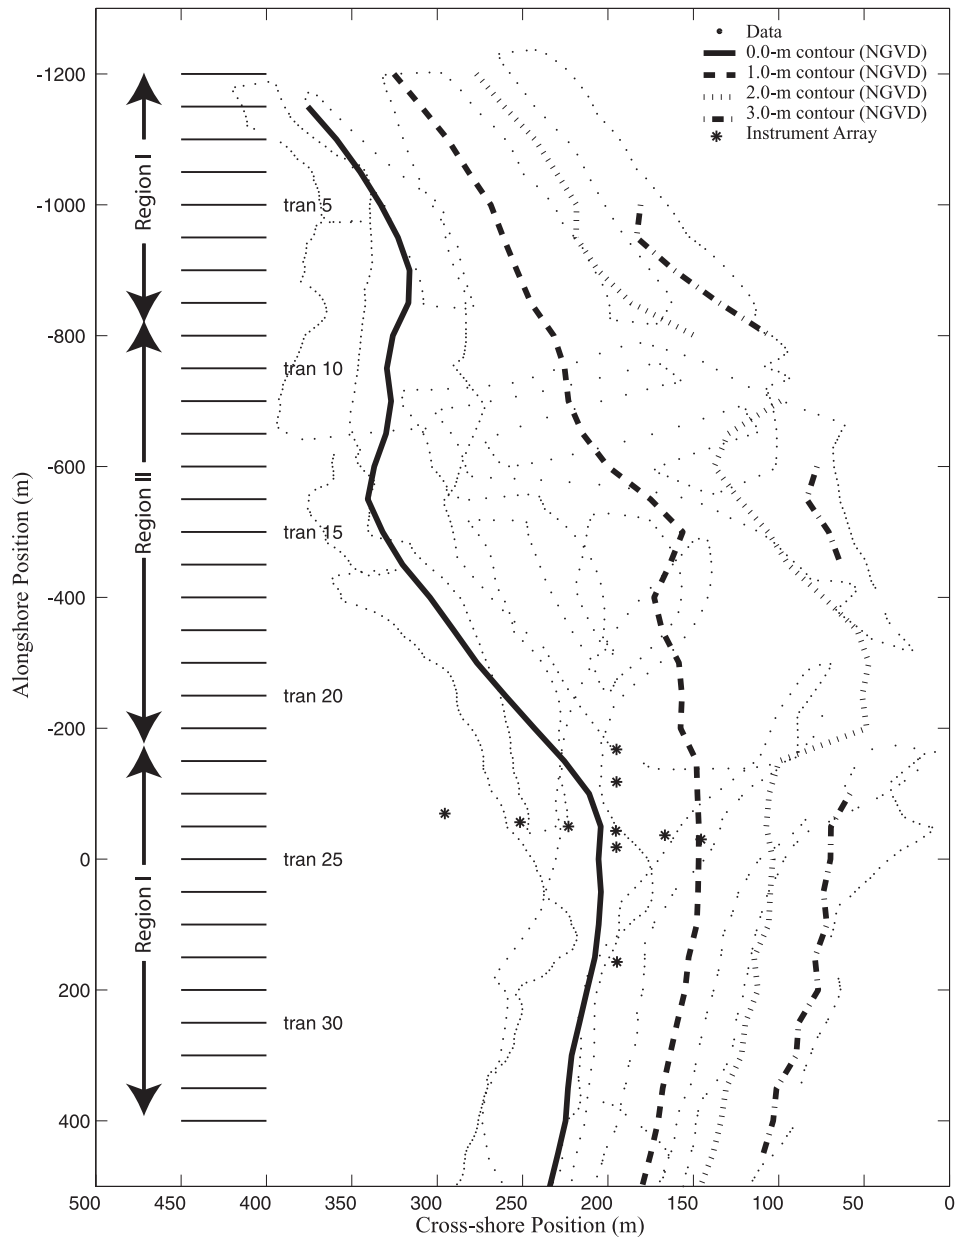 Data
0.0-m contour (NGVD)
1.0-m contour (NGVD)
2.0-m contour (NGVD)
3.0-m contour (NGVD)
Instrument Array
-1200
-1000
-800
-600
-400
-200
0
200
400
Alongshore Position (m)
Region I
Region II
Region I
tran 5
tran 10
tran 15
tran 20
tran 25
tran 30
500 450 400 350 300 250 200 150 100 50 0
Cross-shore Position (m)